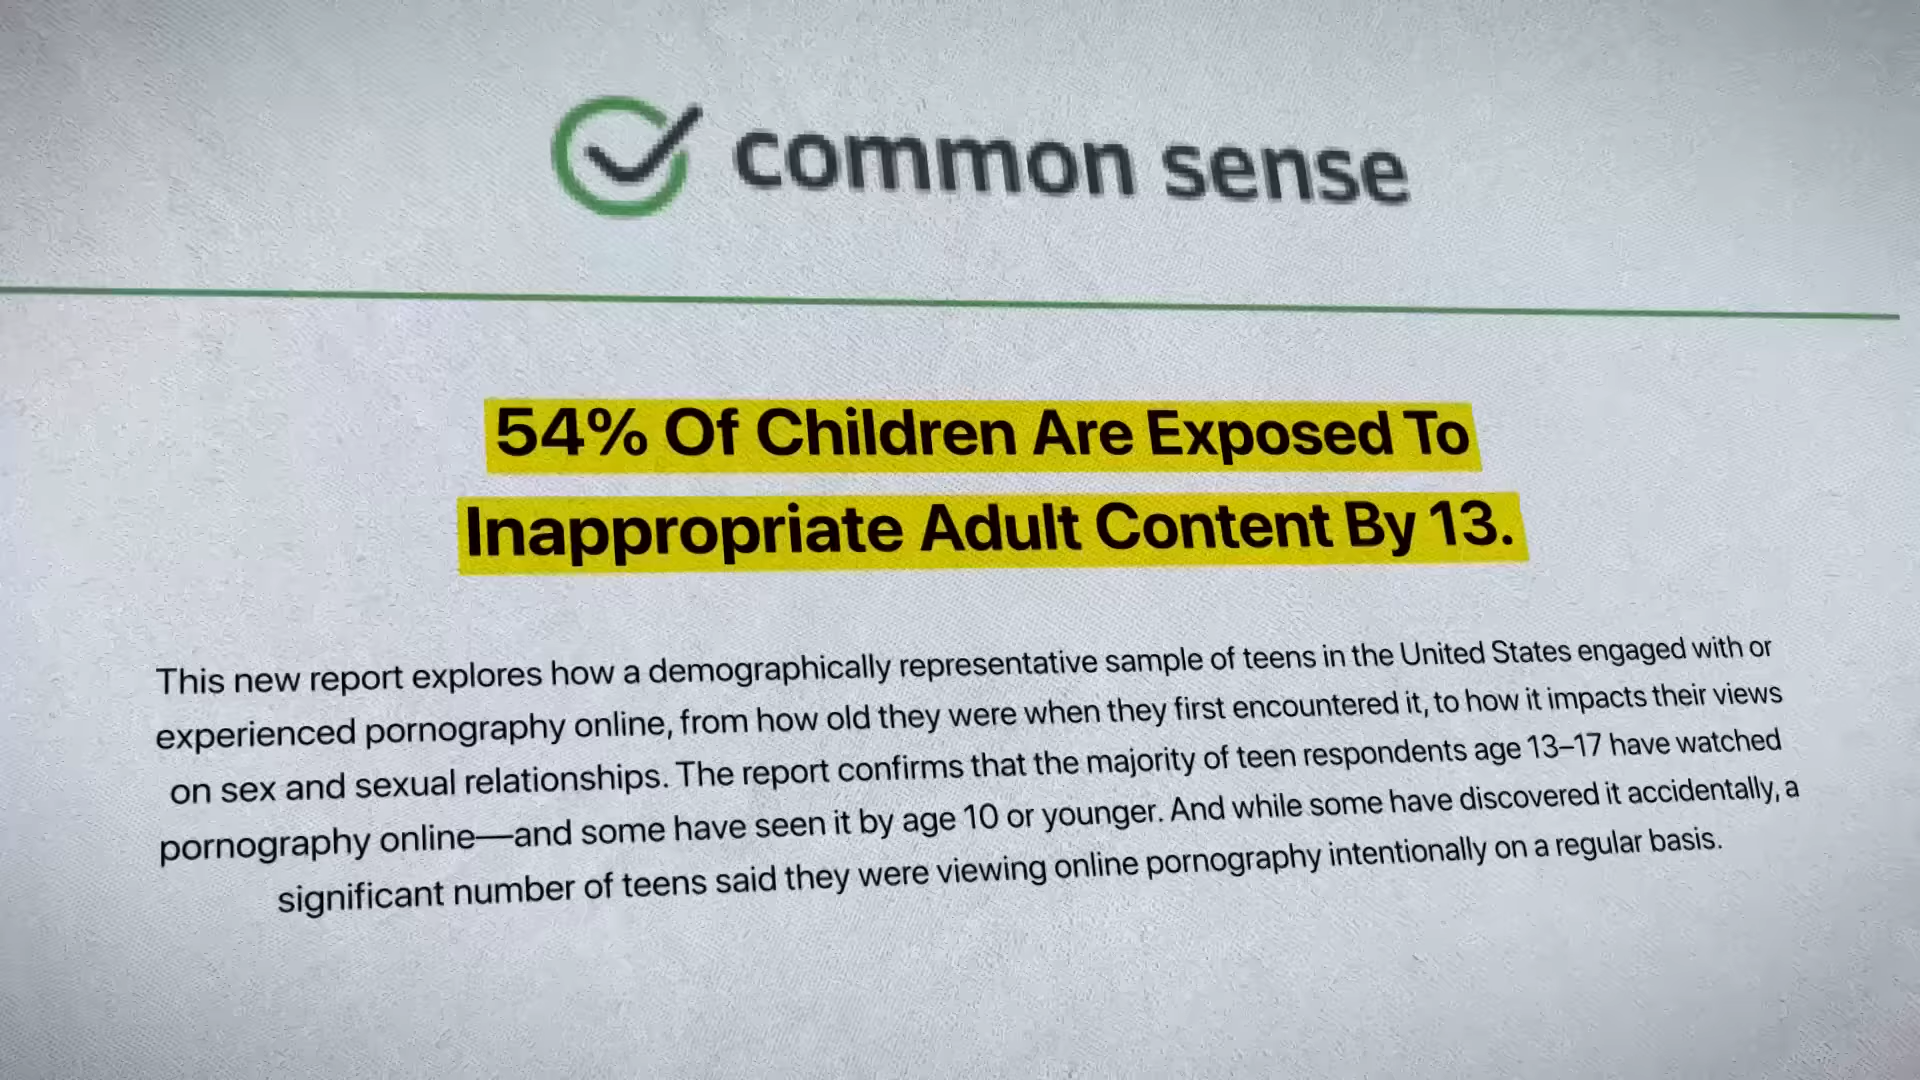 common sense
54% Of Children Are Exposed To
Inappropriate Adult Content By 13.
This new report explores how a demographically representative sample of teens in the United States engaged with or
experienced pornography online, from how old they were when they first encountered it, to how it impacts their views
on sex and sexual relationships. The report confirms that the majority of teen respondents age 13–17 have watched
pornography online—and some have seen it by age 10 or younger. And while some have discovered it accidentally, a
significant number of teens said they were viewing online pornography intentionally on a regular basis.